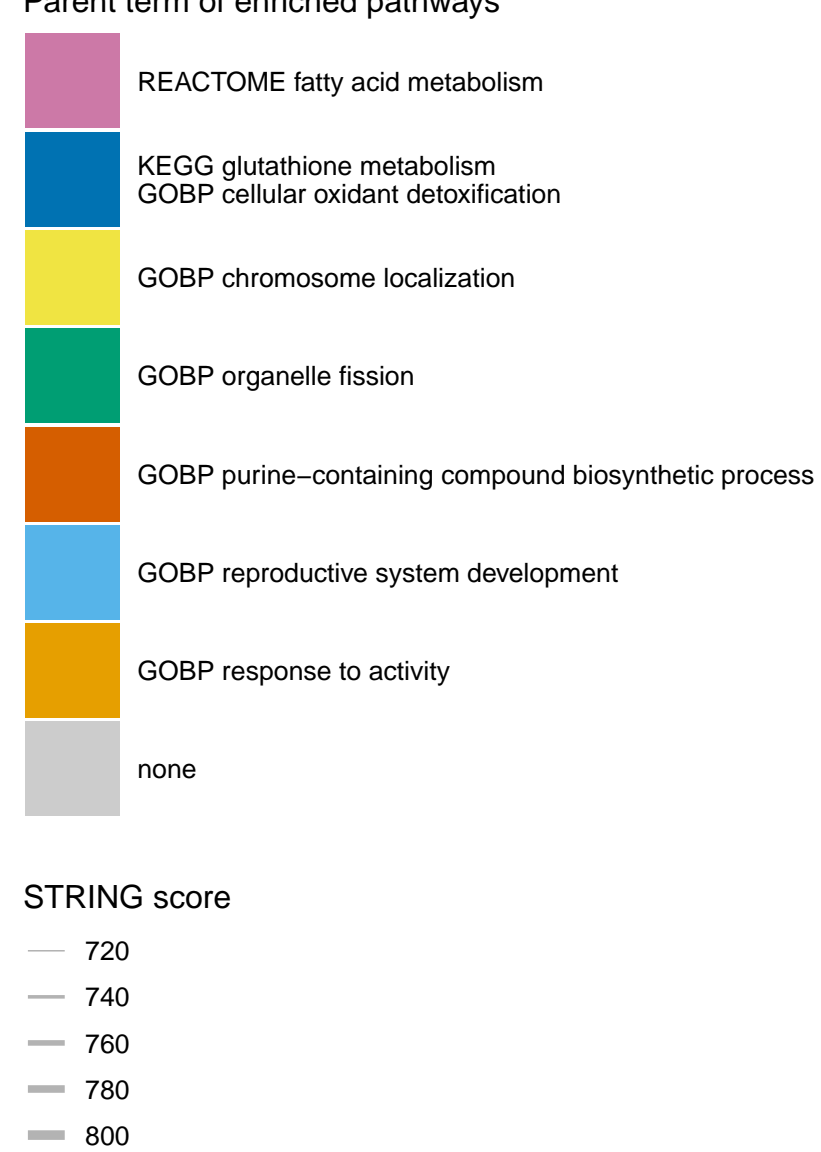 Parent term of enriched pathways
REACTOME fatty acid metabolism
KEGG glutathione metabolism
GOBP cellular oxidant detoxification
GOBP chromosome localization
GOBP organelle fission
GOBP purine−containing compound biosynthetic process
GOBP reproductive system development
GOBP response to activity
none
STRING score
720
740
760
780
800